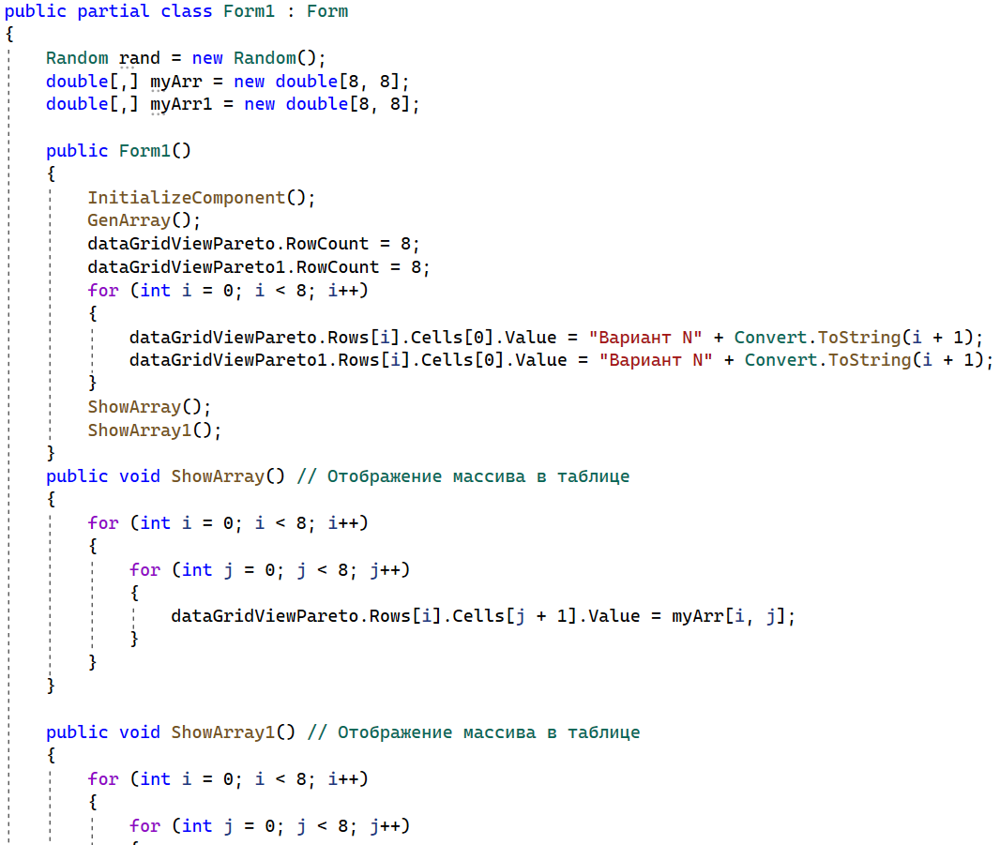 public partial class Form1 : Form
{
    Random rand = new Random();
    double[,] myArr = new double[8, 8];
    double[,] myArr1 = new double[8, 8];

    public Form1()
    {
        InitializeComponent();
        GenArray();
        dataGridViewPareto.RowCount = 8;
        dataGridViewPareto1.RowCount = 8;
        for (int i = 0; i < 8; i++)
        {
            dataGridViewPareto.Rows[i].Cells[0].Value = "Вариант N" + Convert.ToString(i + 1);
            dataGridViewPareto1.Rows[i].Cells[0].Value = "Вариант N" + Convert.ToString(i + 1);
        }
        ShowArray();
        ShowArray1();
    }
    public void ShowArray() // Отображение массива в таблице
    {
        for (int i = 0; i < 8; i++)
        {
            for (int j = 0; j < 8; j++)
            {
                dataGridViewPareto.Rows[i].Cells[j + 1].Value = myArr[i, j];
            }
        }
    }

    public void ShowArray1() // Отображение массива в таблице
    {
        for (int i = 0; i < 8; i++)
        {
            for (int j = 0; j < 8; j++)
            {